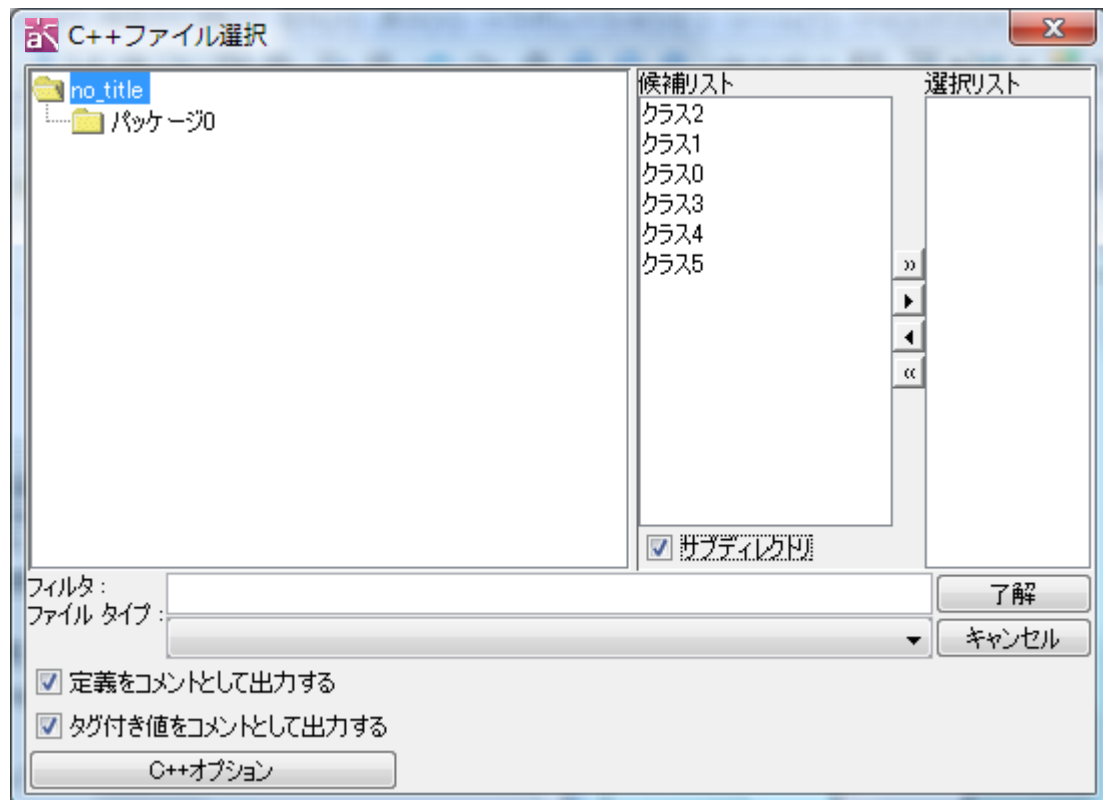 C++ファイル選択
no_title
パッケージ0
候補リスト
クラス2
クラス1
クラス0
クラス3
クラス4
クラス5
サブディレクトリ
»
«
選択リスト
フィルタ :
了解
ファイル タイプ :
キャンセル
定義をコメントとして出力する
タグ付き値をコメントとして出力する
C++オプション